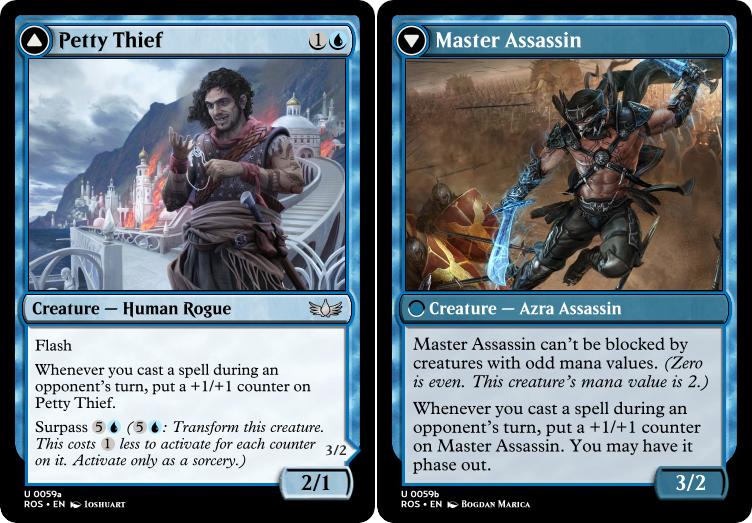 Petty Thief 1
Creature — Human Rogue
Flash
Whenever you cast a spell during an
opponent's turn, put a +1/+1 counter on
Petty Thief.
Surpass 5 (5 : Transform this creature.
This costs 1 less to activate for each counter
on it. Activate only as a sorcery.)
3/2
2/1
U 0059a
ROS • EN Ioshuart
Master Assassin
Creature — Azra Assassin
Master Assassin can't be blocked by
creatures with odd mana values. (Zero
is even. This creature's mana value is 2.)
Whenever you cast a spell during an
opponent's turn, put a +1/+1 counter
on Master Assassin. You may have it
phase out.
3/2
U 0059b
ROS • EN Bogdan Marica